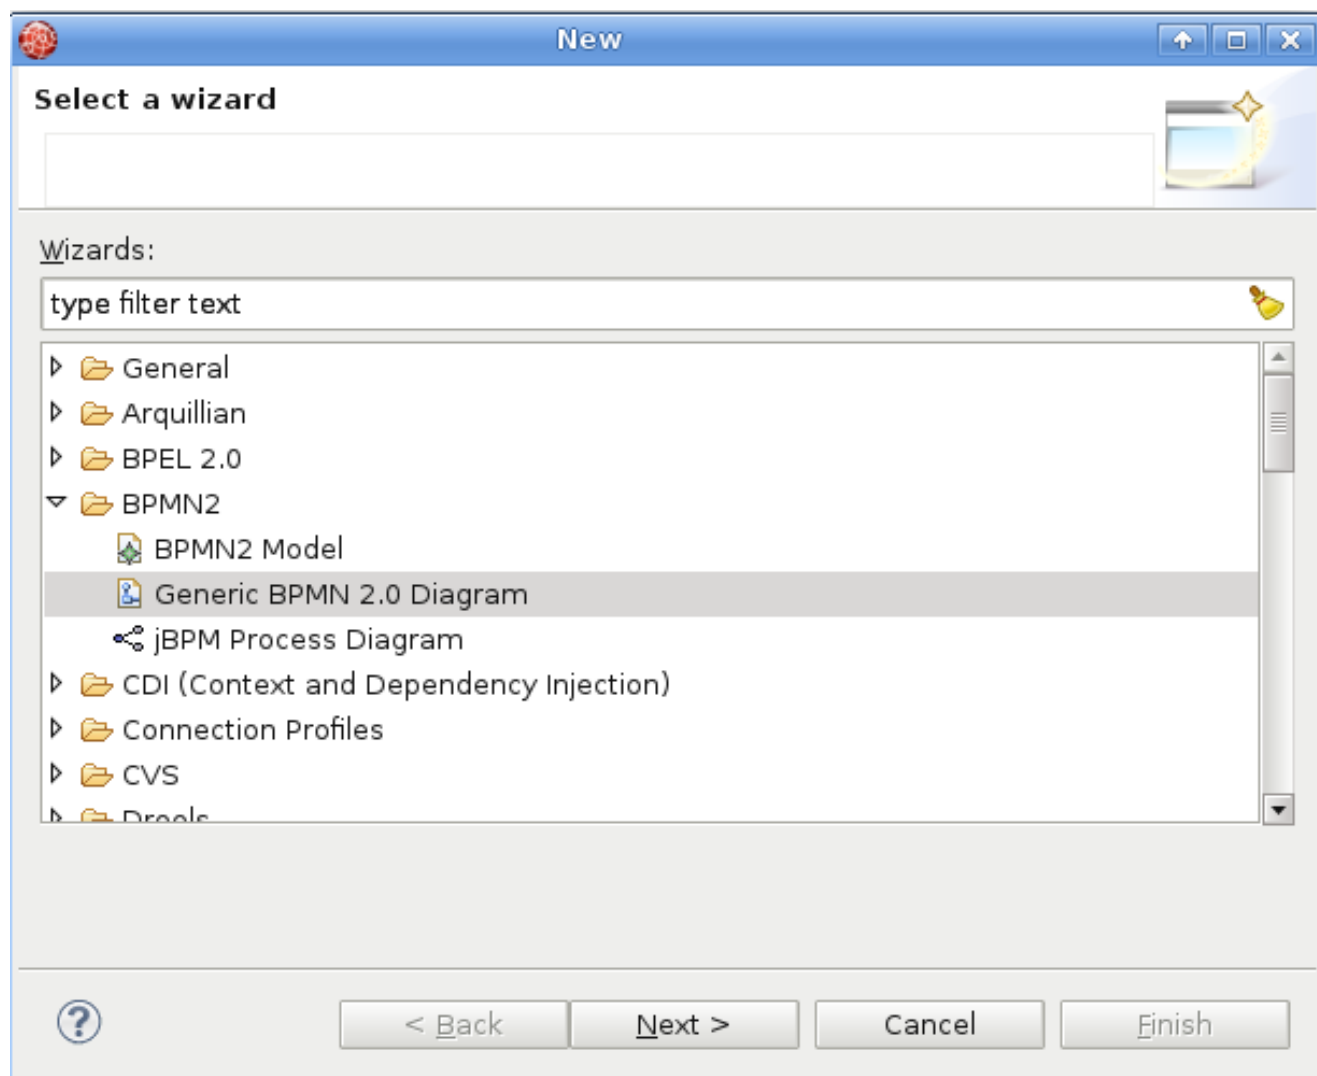 New
Select a wizard
Wizards:
type filter text
General
Arquillian
BPEL 2.0
BPMN2
BPMN2 Model
Generic BPMN 2.0 Diagram
jBPM Process Diagram
CDI (Context and Dependency Injection)
Connection Profiles
CVS
Drools
?
< Back
Next >
Cancel
Finish